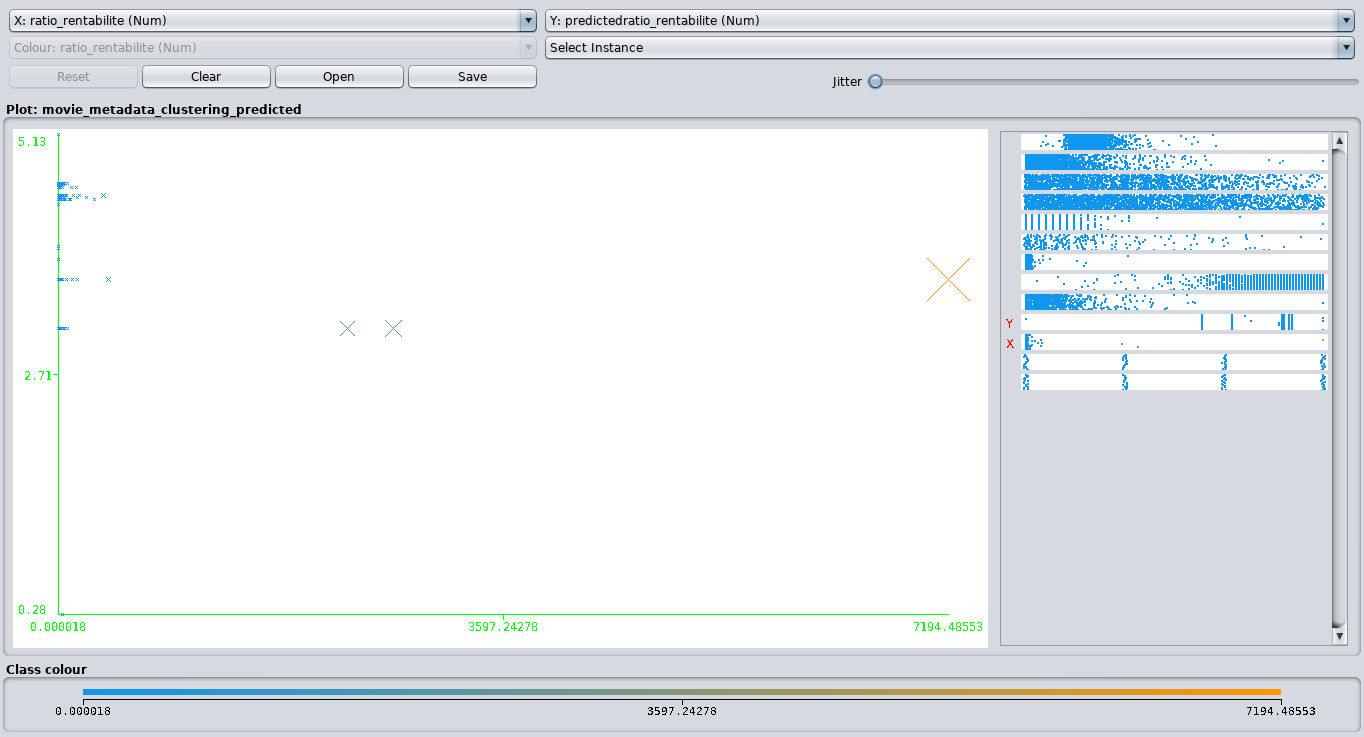 X: ratio_rentabilite (Num) Y: predictedratio_rentabilite (Num)
Colour: ratio_rentabilite (Num) Select Instance
Reset Clear Open Save Jitter
Plot: movie_metadata_clustering_predicted
5.13
2.71
0.28
0.000018 3597.24278 7194.48553
Y
X
Class colour
0.000018 3597.24278 7194.48553